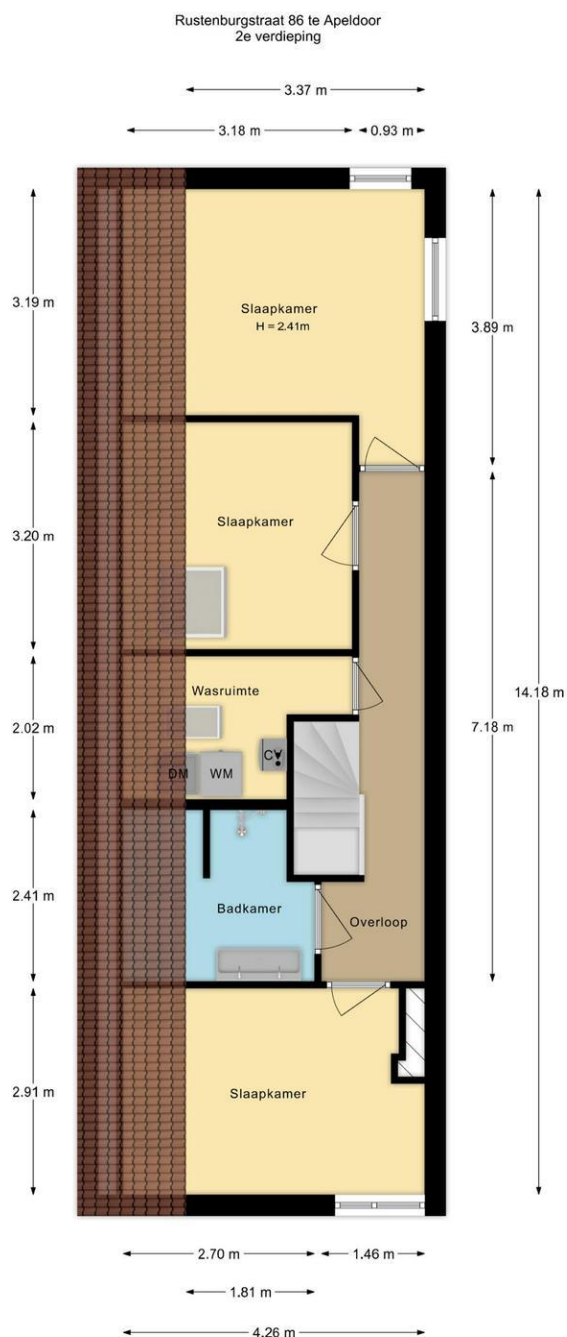 Rustenburgstraat 86 te Apeldoor
2e verdieping
3.37 m
3.18 m
0.93 m
3.19 m
Slaapkamer
H = 2.41m
3.89 m
Slaapkamer
3.20 m
Wasruimte
14.18 m
2.02 m
7.18 m
CV
DM
WM
2.41 m
Badkamer
Overloop
2.91 m
Slaapkamer
2.70 m
1.46 m
1.81 m
4.26 m